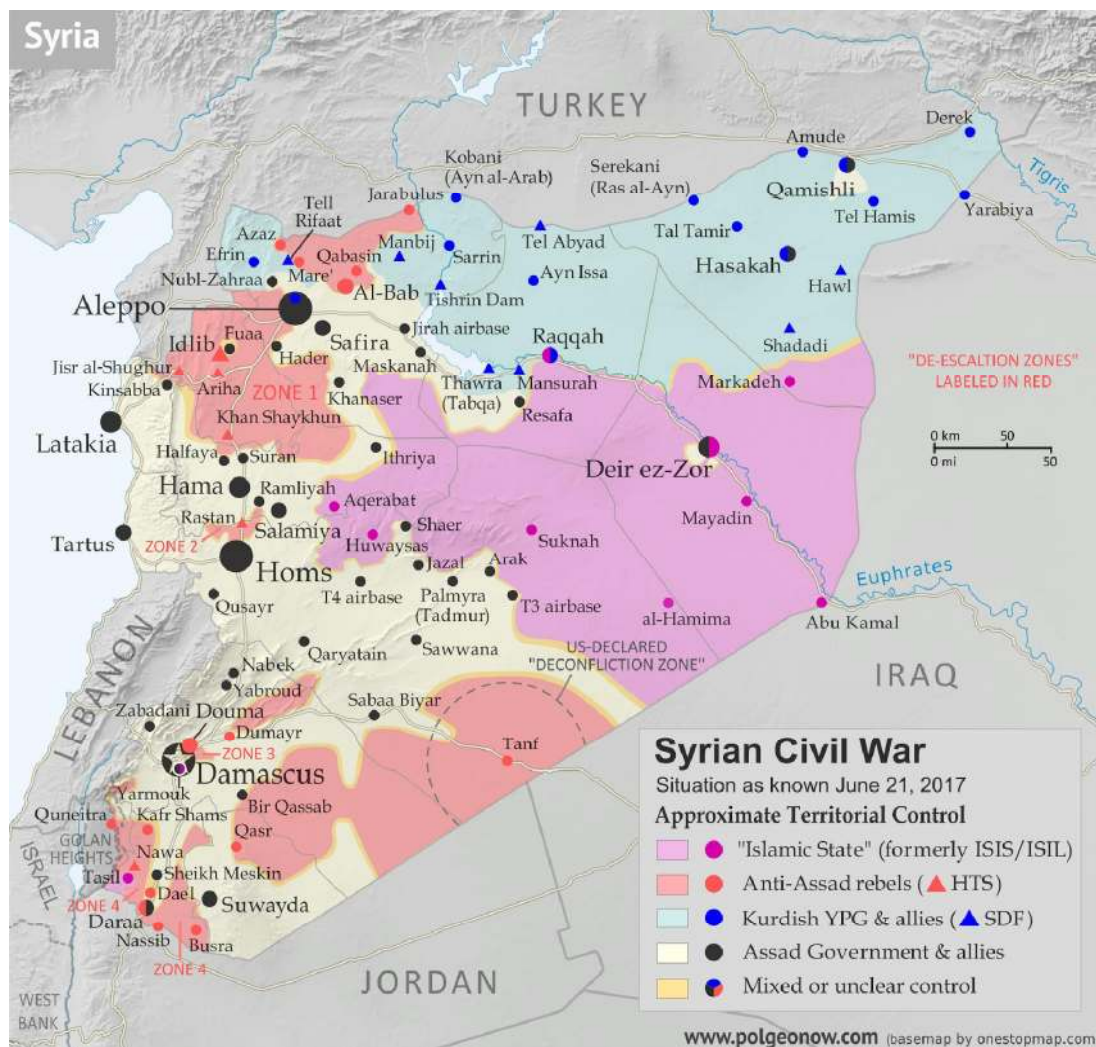 Syria
TURKEY
Derek
Amude
Kobani
(Ayn al-Arab)
Serekani
(Ras al-Ayn)
Tigris
Qamishli
Jarabulus
Tell
Rifaat
Tel Hamis
Yarabiya
Azaz
Manbij
Tel Abyad
Tal Tamir
Efrin
Qabasin
Sarrin
Mare'
Ayn Issa
Hasakah
Nubl-Zahraa
Al-Bab
Hawl
Aleppo
Tishrin Dam
Jirah airbase
Raqqah
Fuaa
Safira
Shadadi
Idlib
Hader
Maskanah
"DE-ESCALTION ZONES"
LABELED IN RED
Jisr al-Shughur
Kinsabba
Ariha
ZONE 1
Khanaser
Thawra
(Tabqa)
Mansurah
Markadeh
Resafa
Khan Shaykhun
Latakia
0 km 50
0 mi 50
Halfaya
Suran
Ithriya
Deir ez-Zor
Hama
Ramliyah
Aqerabat
Mayadin
Rastan
Salamiya
Shaer
Suknah
Tartus
ZONE 2
Huwaysas
Homs
Jazal
Arak
Euphrates
T4 airbase
Palmyra
(Tadmur)
T3 airbase
al-Hamima
Qusayr
Abu Kamal
LEBANON
Qaryatain
Sawwana
US-DECLARED
"DECONFLICTION ZONE"
IRAQ
Nabek
Yabroud
Zabadani
Douma
Sabaa Biyar
Dumayr
ZONE 3
Tanf
Damascus
Yarmouk
Bir Qassab
Quneitra
Kafr Shams
GOLAN
HEIGHTS
Qasr
Nawa
ISRAEL
Tasil
Sheikh Meskin
ZONE 4
Dael
Suwayda
Daraa
Nassib
Busra
ZONE 4
JORDAN
WEST
BANK
Syrian Civil War
Situation as known June 21, 2017
Approximate Territorial Control
"Islamic State" (formerly ISIS/ISIL)
Anti-Assad rebels ( HTS)
Kurdish YPG & allies ( SDF)
Assad Government & allies
Mixed or unclear control
www.polgeonow.com (basemap by onestopmap.com)